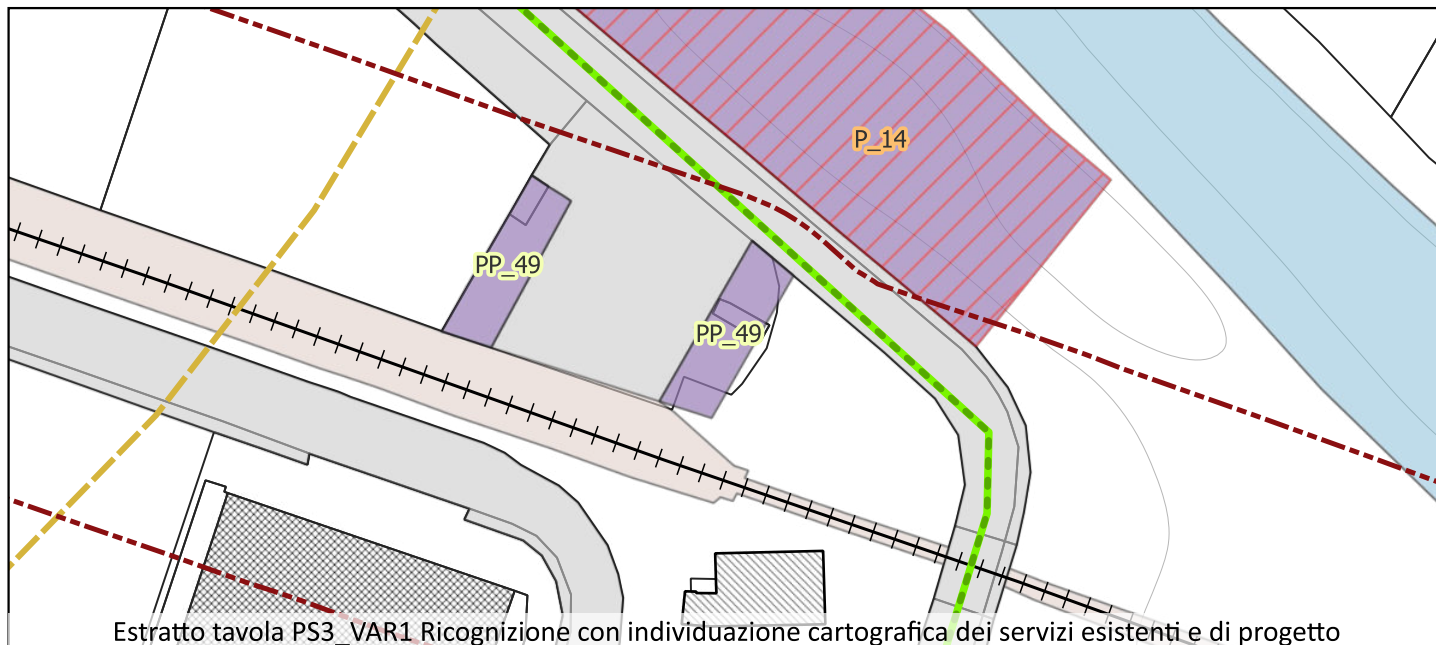 P_14
PP_49
PP_49
Estratto tavola PS3_VAR1 Ricognizione con individuazione cartografica dei servizi esistenti e di progetto